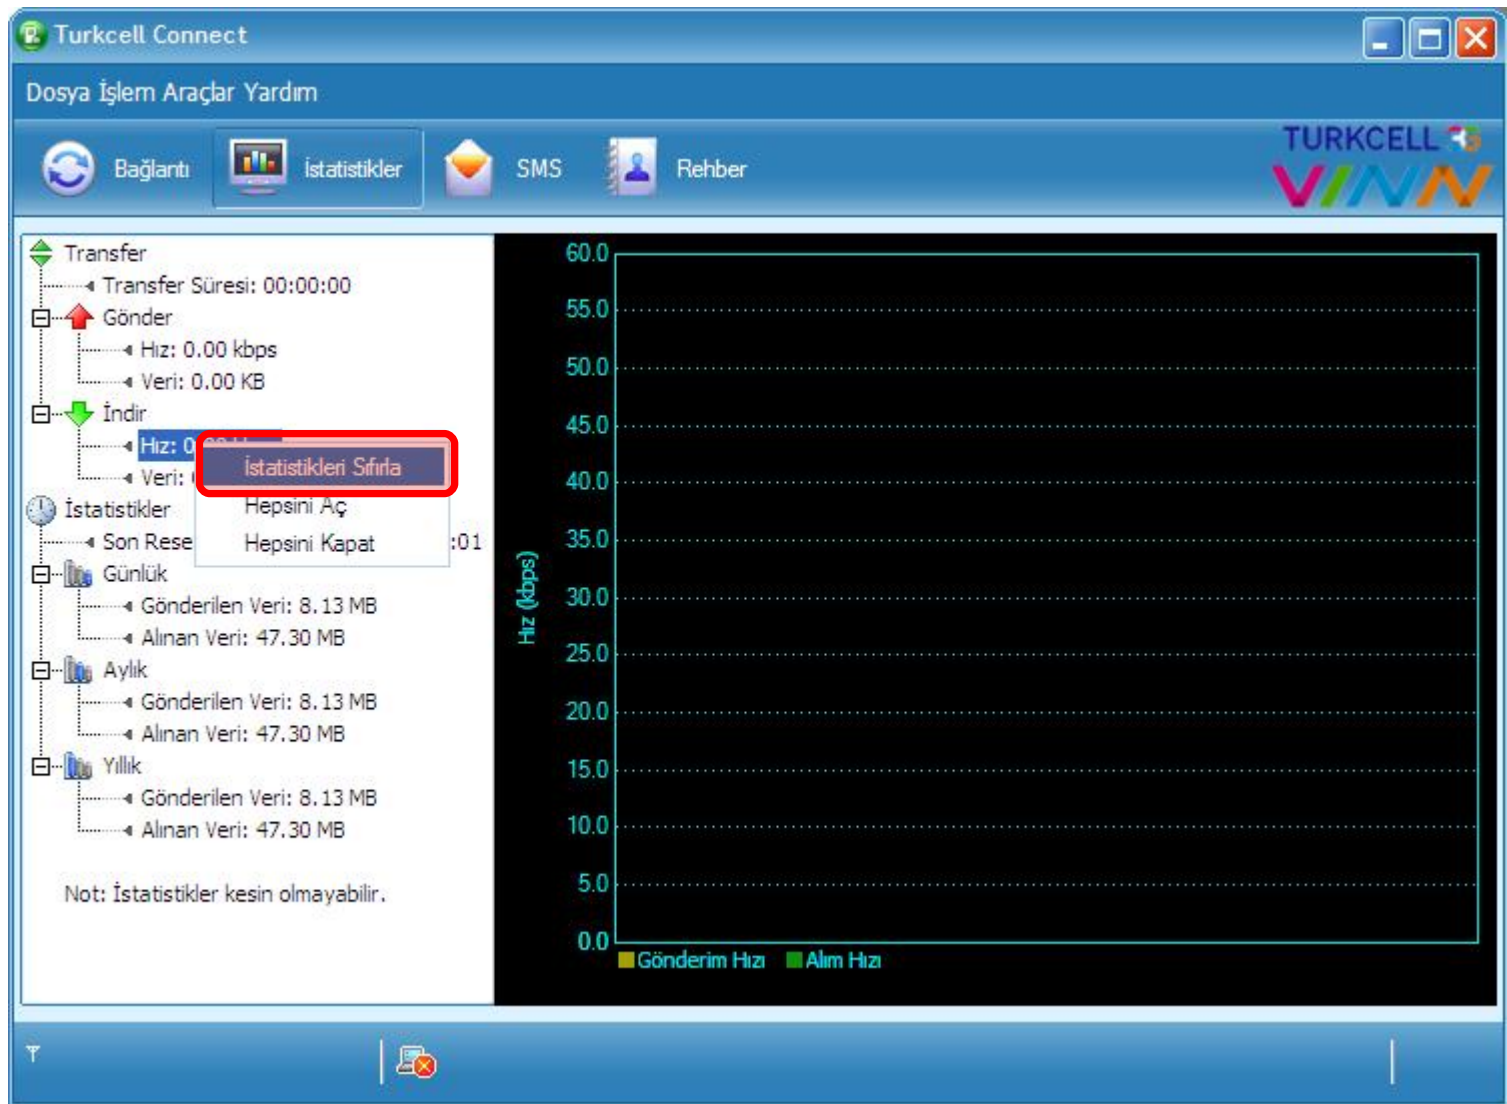 Turkcell Connect
Dosya İşlem Araçlar Yardım
Bağlantı İstatistikler SMS Rehber
TURKCELL 3G
VINN
Transfer
Transfer Süresi: 00:00:00
Gönder
Hız: 0.00 kbps
Veri: 0.00 KB
İndir
Hız:
İstatistikleri Sıfırla
Veri:
Hepsini Aç
İstatistikler
Hepsini Kapat
Son Rese :01
Günlük
Gönderilen Veri: 8.13 MB
Alınan Veri: 47.30 MB
Aylık
Gönderilen Veri: 8.13 MB
Alınan Veri: 47.30 MB
Yıllık
Gönderilen Veri: 8.13 MB
Alınan Veri: 47.30 MB
Not: İstatistikler kesin olmayabilir.
60.0
55.0
50.0
45.0
40.0
35.0
30.0
25.0
20.0
15.0
10.0
5.0
0.0
Hız (kbps)
Gönderim Hızı Alım Hızı